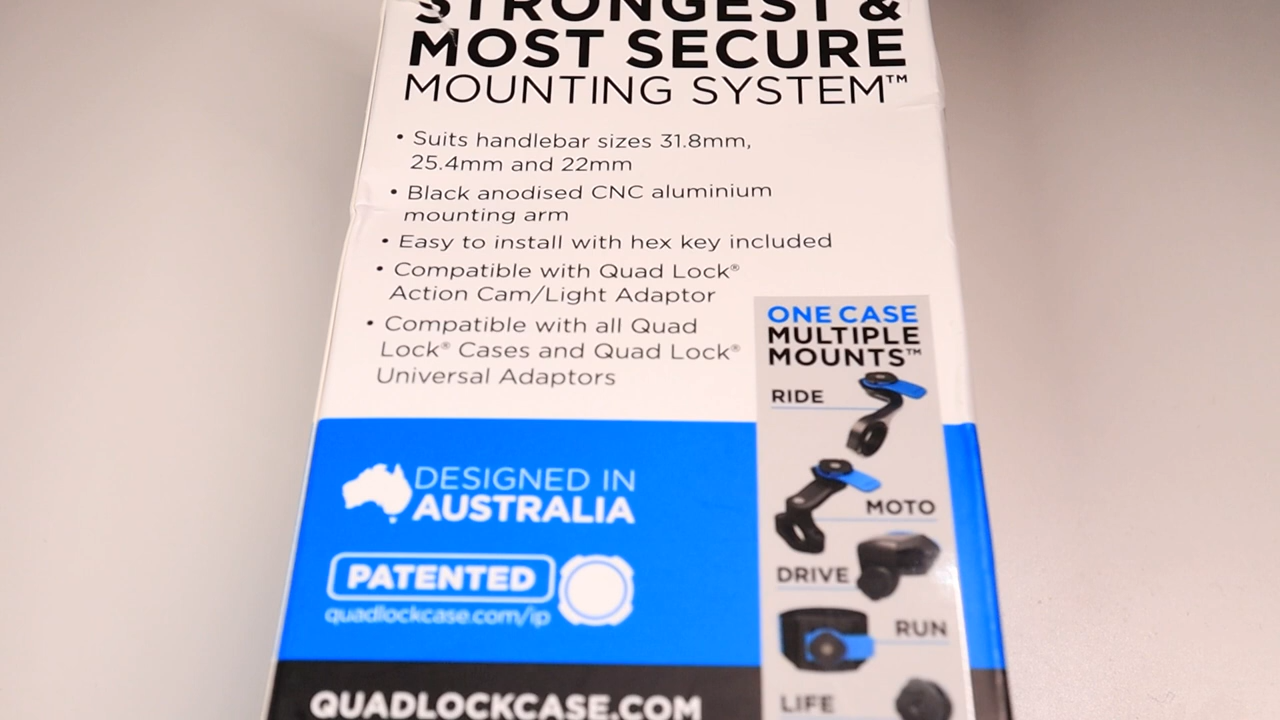 STRONGEST &
MOST SECURE
MOUNTING SYSTEM™
• Suits handlebar sizes 31.8mm,
25.4mm and 22mm
• Black anodised CNC aluminium
mounting arm
• Easy to install with hex key included
• Compatible with Quad Lock®
Action Cam/Light Adaptor
• Compatible with all Quad
Lock® Cases and Quad Lock®
Universal Adaptors
ONE CASE
MULTIPLE
MOUNTS™
RIDE
MOTO
DRIVE
RUN
LIFE
DESIGNED IN
AUSTRALIA
PATENTED
quadlockcase.com/ip
QUADLOCKCASE.COM